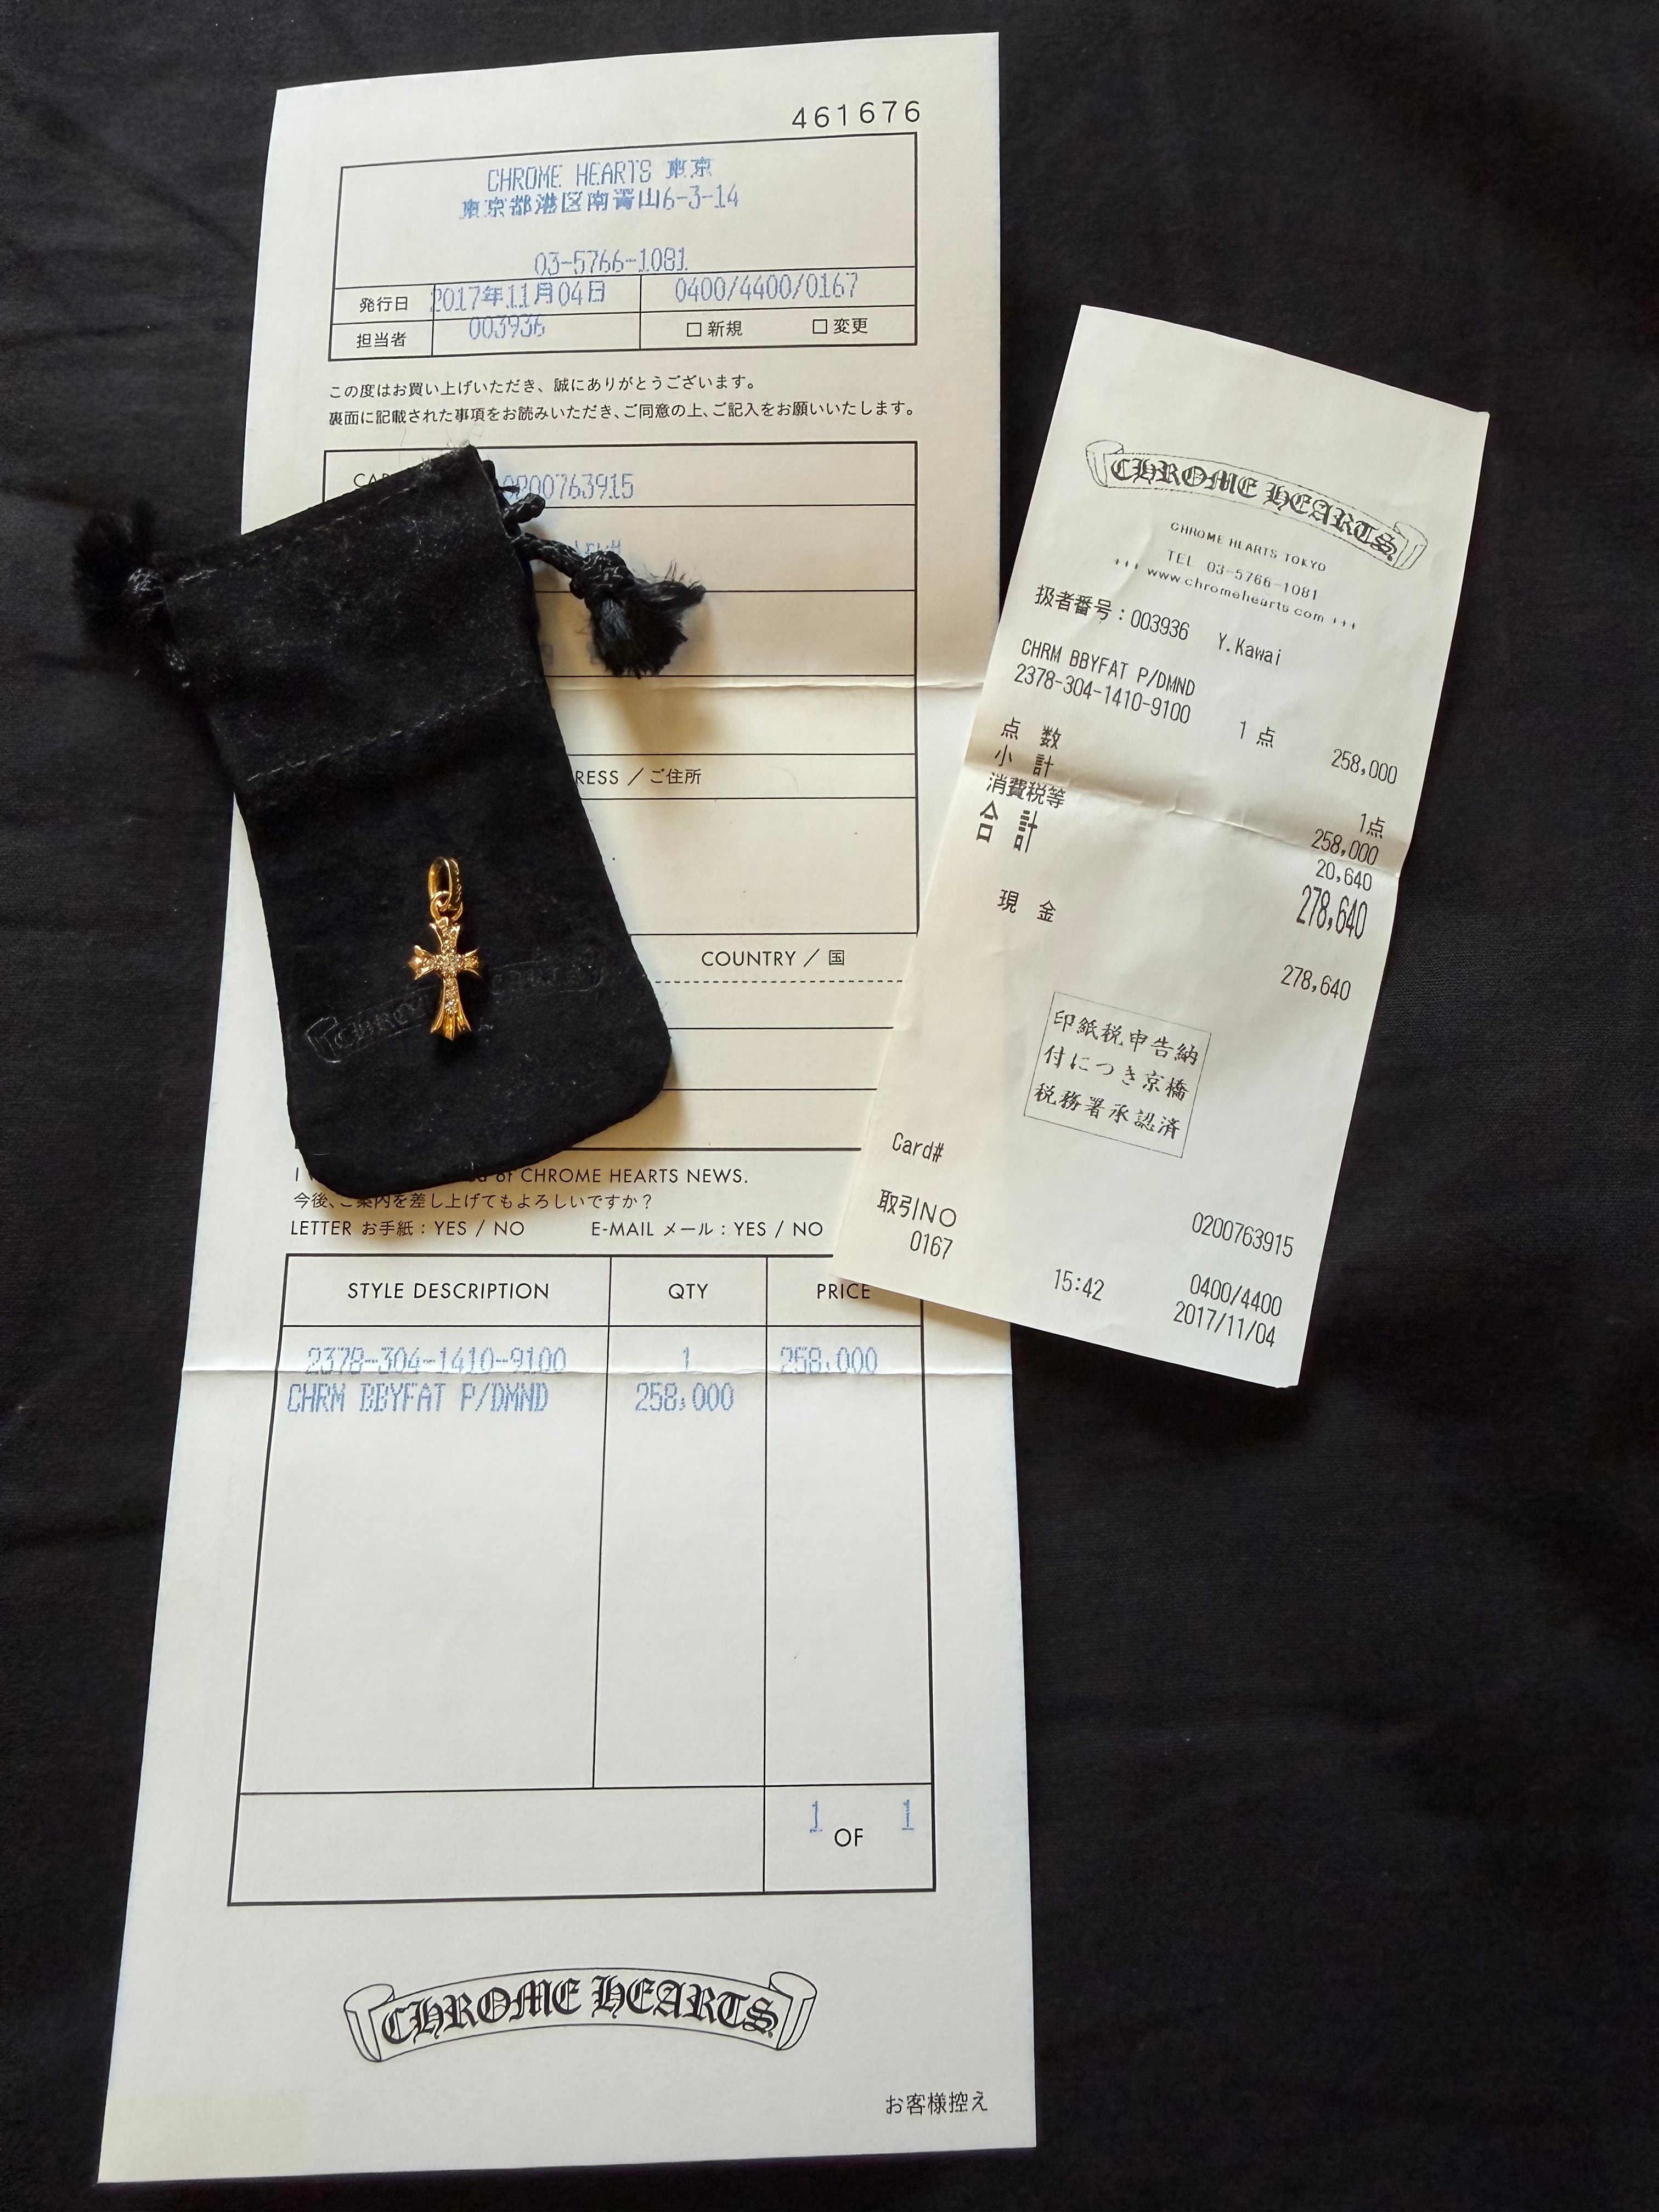 461676
CHROME HEARTS 東京
東京都港区南青山6-3-14
03-5766-1081
発行日 2017年11月04日 0400/4400/0167
担当者 003936 □ 新規 □ 変更
この度はお買い上げいただき、誠にありがとうございます。
裏面に記載された事項をお読みいただき、ご同意の上、ご記入をお願いいたします。
0200763915
RESS / ご住所
COUNTRY / 国
of CHROME HEARTS NEWS.
今後、ご案内を差し上げてもよろしいですか？
LETTER お手紙：YES / NO E-MAIL メール：YES / NO
STYLE DESCRIPTION QTY PRICE
2378-304-1410-9100 1 258,000
CHRM BBYFAT P/DMND 258,000
1 OF 1
CHROME HEARTS
お客様控え
CHRO
CHROME HEARTS
CHROME HEARTS TOKYO
TEL 03-5766-1081
+++ www.chromehearts.com +++
扱者番号：003936 Y.Kawai
CHRM BBYFAT P/DMND
2378-304-1410-9100
1 点 258,000
点 数 1点
小 計 258,000
消費税等 20,640
合 計 278,640
現 金 278,640
印紙税申告納
付につき京橋
税務署承認済
Card# 0200763915
取引NO 0400/4400
0167 15:42 2017/11/04